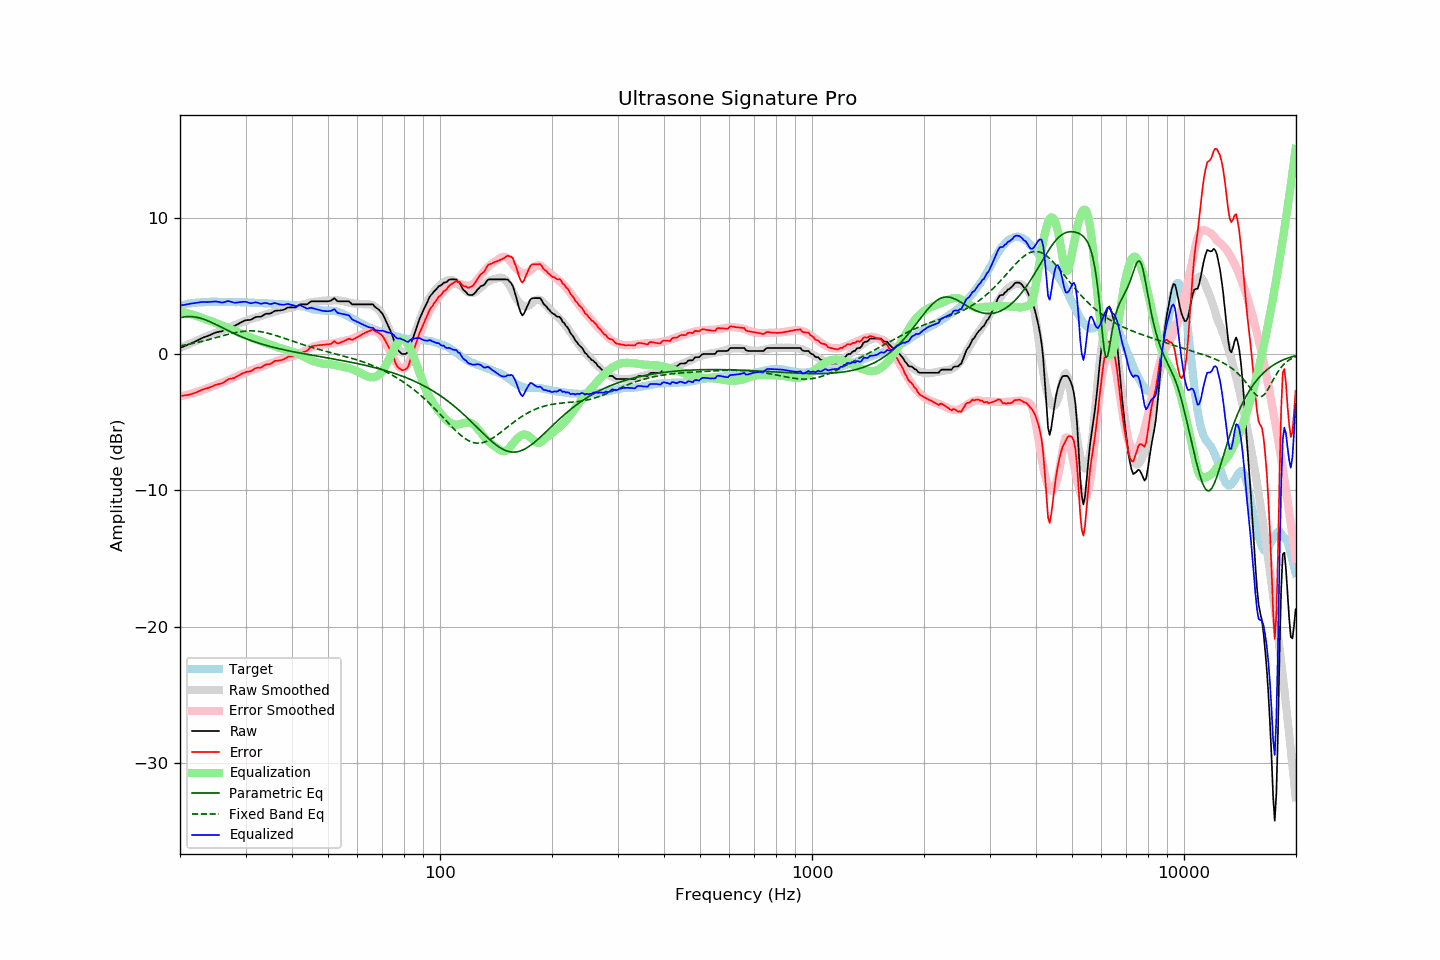 Ultrasone Signature Pro
10
0
−10
−20
−30
Amplitude (dBr)
Target
Raw Smoothed
Error Smoothed
Raw
Error
Equalization
Parametric Eq
Fixed Band Eq
Equalized
100
1000
10000
Frequency (Hz)